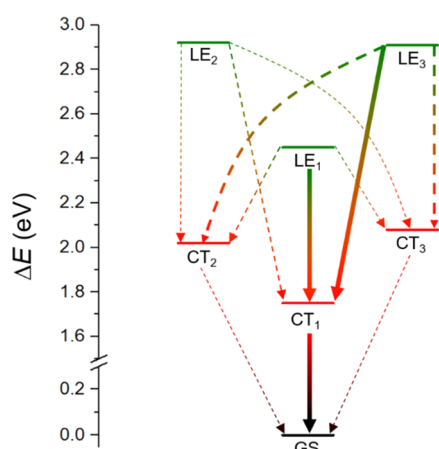 3.0
2.8
2.6
2.4
2.2
2.0
1.8
1.6
0.2
0.0
ΔE (eV)
LE₂
LE₃
LE₁
CT₂
CT₃
CT₁
GS